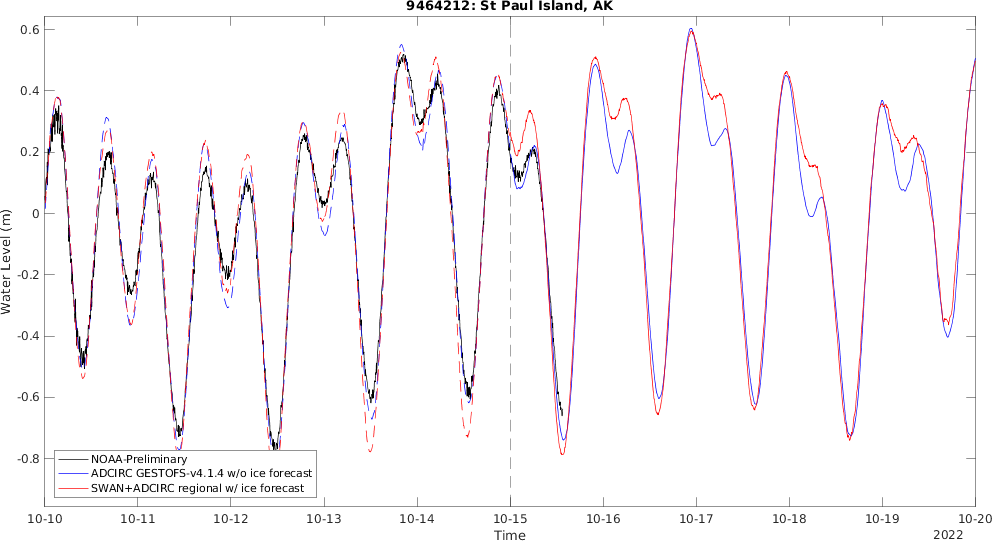 9464212: St Paul Island, AK
Water Level (m)
0.6
0.4
0.2
0
-0.2
-0.4
-0.6
-0.8
NOAA-Preliminary
ADCIRC GESTOFS-v4.1.4 w/o ice forecast
SWAN+ADCIRC regional w/ ice forecast
10-10 10-11 10-12 10-13 10-14 10-15 10-16 10-17 10-18 10-19 10-20
Time
2022